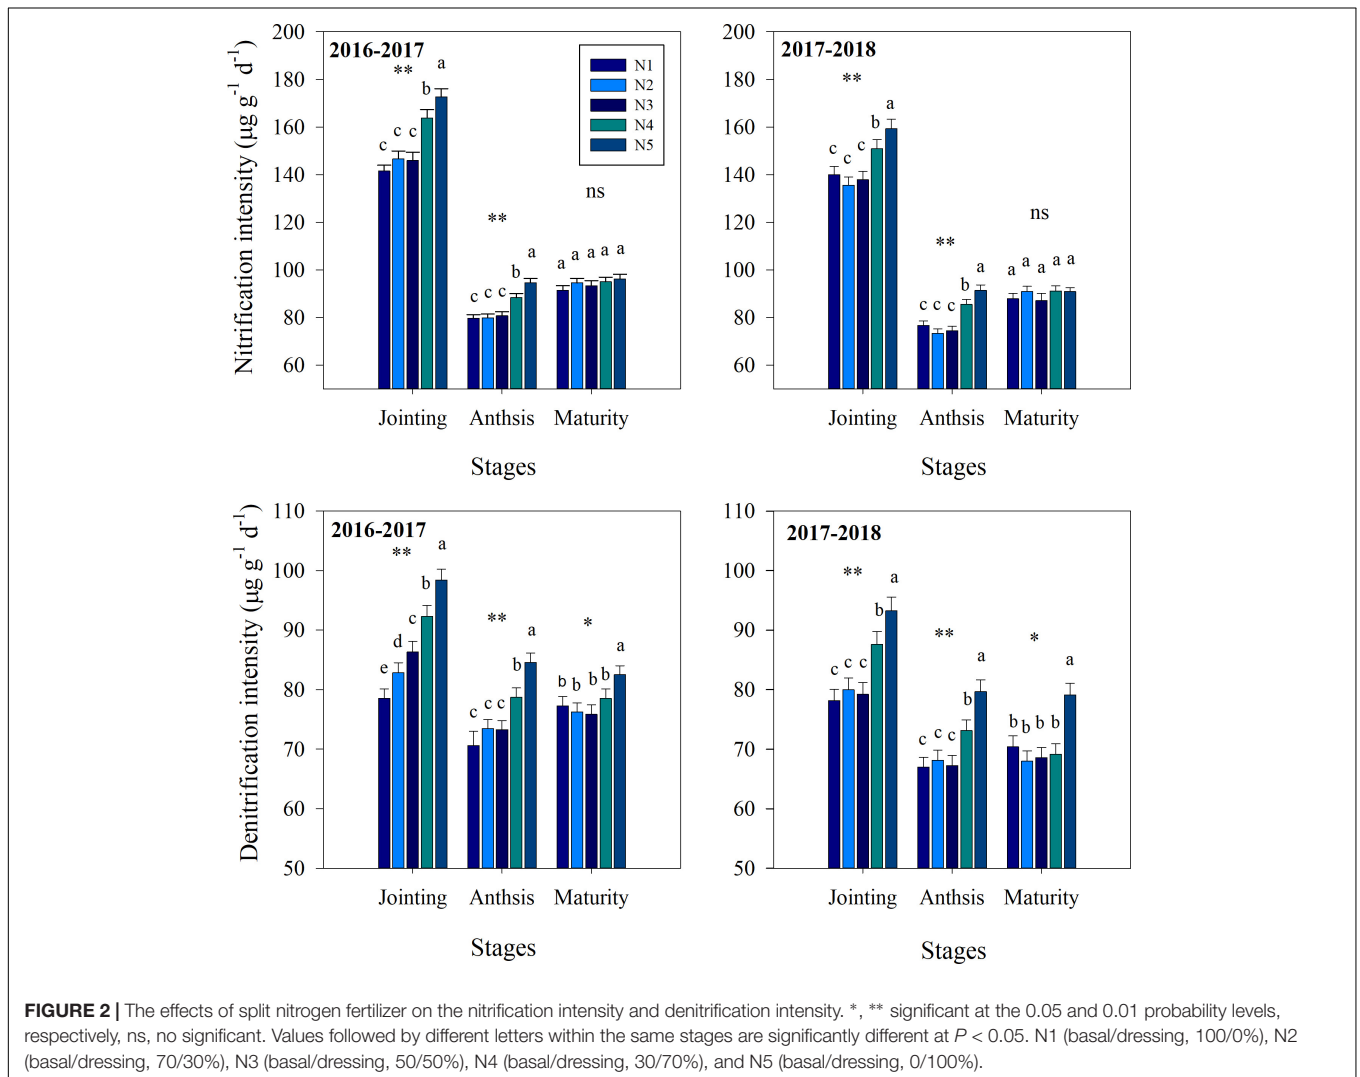 200
180
160
140
120
100
80
60
Nitrification intensity (µg g⁻¹ d⁻¹)
2016-2017
N1
N2
N3
N4
N5
**
c c c b a
**
c c c b a
ns
a a a a a
Jointing Anthsis Maturity
Stages
200
180
160
140
120
100
80
60
2017-2018
**
c c c b a
**
c c c b a
ns
a a a a a
Jointing Anthsis Maturity
Stages
110
100
90
80
70
60
50
Denitrification intensity (µg g⁻¹ d⁻¹)
2016-2017
**
e d c b a
**
c c c b a
*
b b b b a
Jointing Anthsis Maturity
Stages
110
100
90
80
70
60
50
2017-2018
**
c c c b a
**
c c c b a
*
b b b b a
Jointing Anthsis Maturity
Stages
FIGURE 2 | The effects of split nitrogen fertilizer on the nitrification intensity and denitrification intensity. *, ** significant at the 0.05 and 0.01 probability levels,
respectively, ns, no significant. Values followed by different letters within the same stages are significantly different at P < 0.05. N1 (basal/dressing, 100/0%), N2
(basal/dressing, 70/30%), N3 (basal/dressing, 50/50%), N4 (basal/dressing, 30/70%), and N5 (basal/dressing, 0/100%).